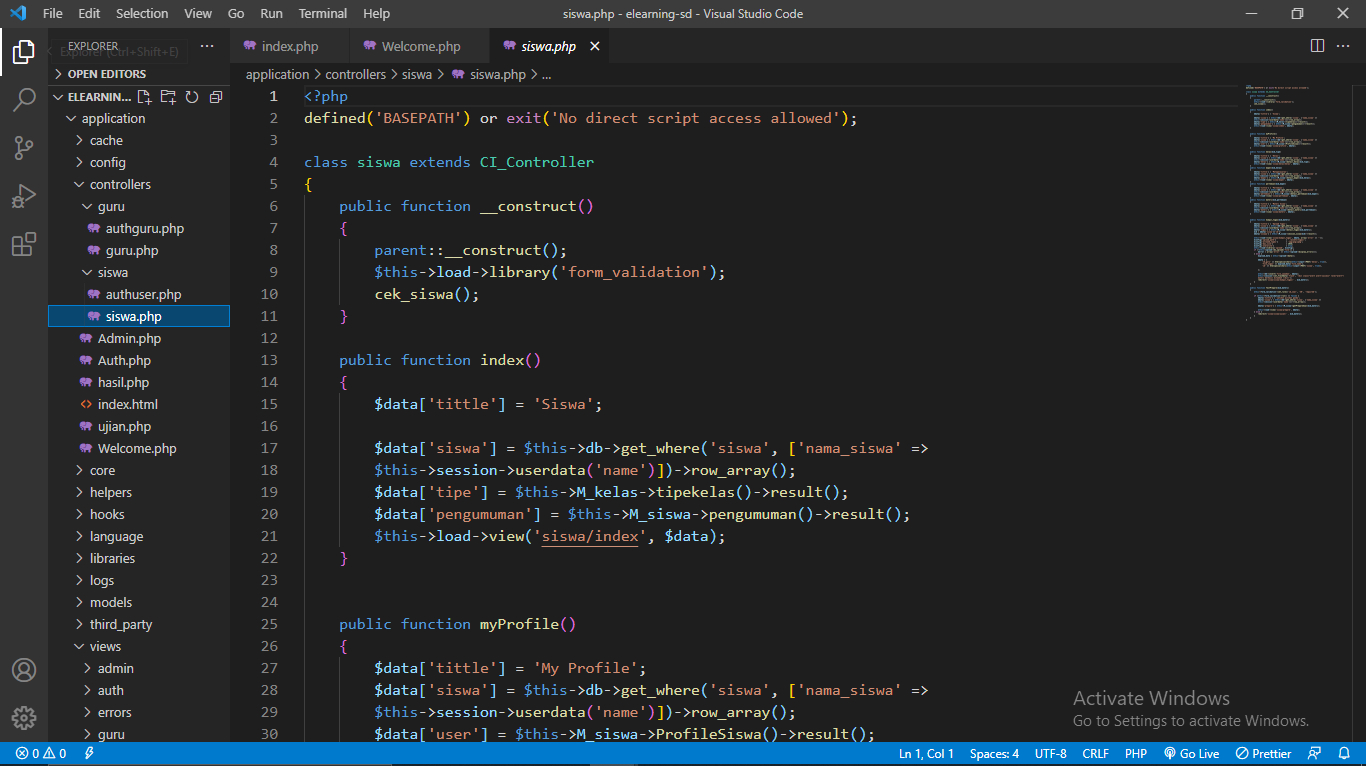 File Edit Selection View Go Run Terminal Help
siswa.php - elearning-sd - Visual Studio Code
EXPLORER
Explorer (Ctrl+Shift+E)
OPEN EDITORS
ELEARNIN...
application
cache
config
controllers
guru
authguru.php
guru.php
siswa
authuser.php
siswa.php
Admin.php
Auth.php
hasil.php
index.html
ujian.php
Welcome.php
core
helpers
hooks
language
libraries
logs
models
third_party
views
admin
auth
errors
guru
index.php
Welcome.php
siswa.php
application > controllers > siswa > siswa.php > ...
1 <?php
2 defined('BASEPATH') or exit('No direct script access allowed');
3
4 class siswa extends CI_Controller
5 {
6     public function __construct()
7     {
8         parent::__construct();
9         $this->load->library('form_validation');
10         cek_siswa();
11     }
12
13     public function index()
14     {
15         $data['tittle'] = 'Siswa';
16
17         $data['siswa'] = $this->db->get_where('siswa', ['nama_siswa' =>
18         $this->session->userdata('name')])->row_array();
19         $data['tipe'] = $this->M_kelas->tipekelas()->result();
20         $data['pengumuman'] = $this->M_siswa->pengumuman()->result();
21         $this->load->view('siswa/index', $data);
22     }
23
24
25     public function myProfile()
26     {
27         $data['tittle'] = 'My Profile';
28         $data['siswa'] = $this->db->get_where('siswa', ['nama_siswa' =>
29         $this->session->userdata('name')])->row_array();
30         $data['user'] = $this->M_siswa->ProfileSiswa()->result();
Activate Windows
Go to Settings to activate Windows.
0 0
Ln 1, Col 1
Spaces: 4
UTF-8
CRLF
PHP
Go Live
Prettier